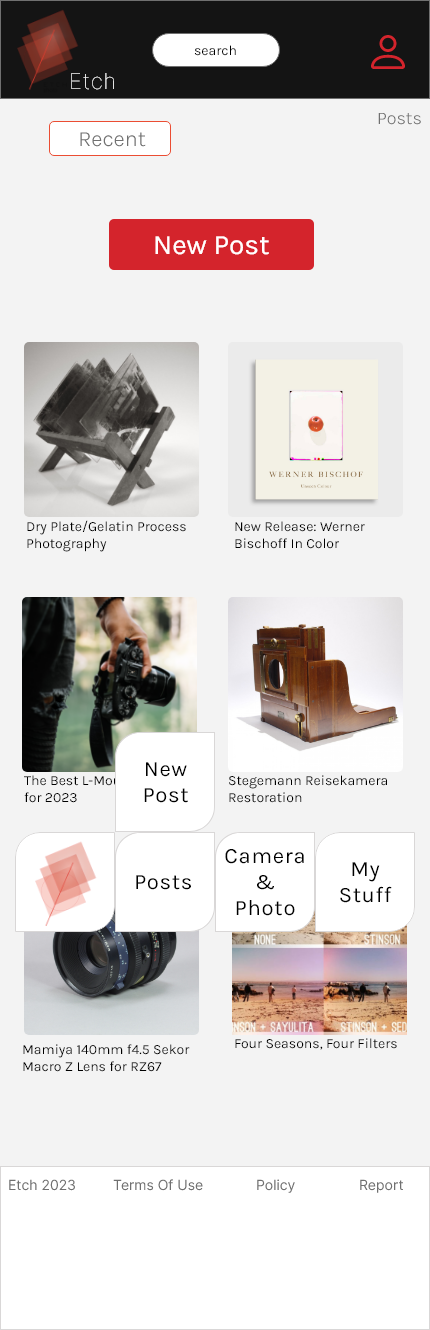 Etch
search
Posts
Recent
New Post
WERNER BISCHOF
Dry Plate/Gelatin Process
Photography
New Release: Werner
Bischoff In Color
The Best L-Mou
for 2023
Stegemann Reisekamera
Restoration
New
Post
Posts
Camera
&
Photo
My
Stuff
NONE
STINSON
NSON + SAYULITA
STINSON + SED
Mamiya 140mm f4.5 Sekor
Macro Z Lens for RZ67
Four Seasons, Four Filters
Etch 2023
Terms Of Use
Policy
Report